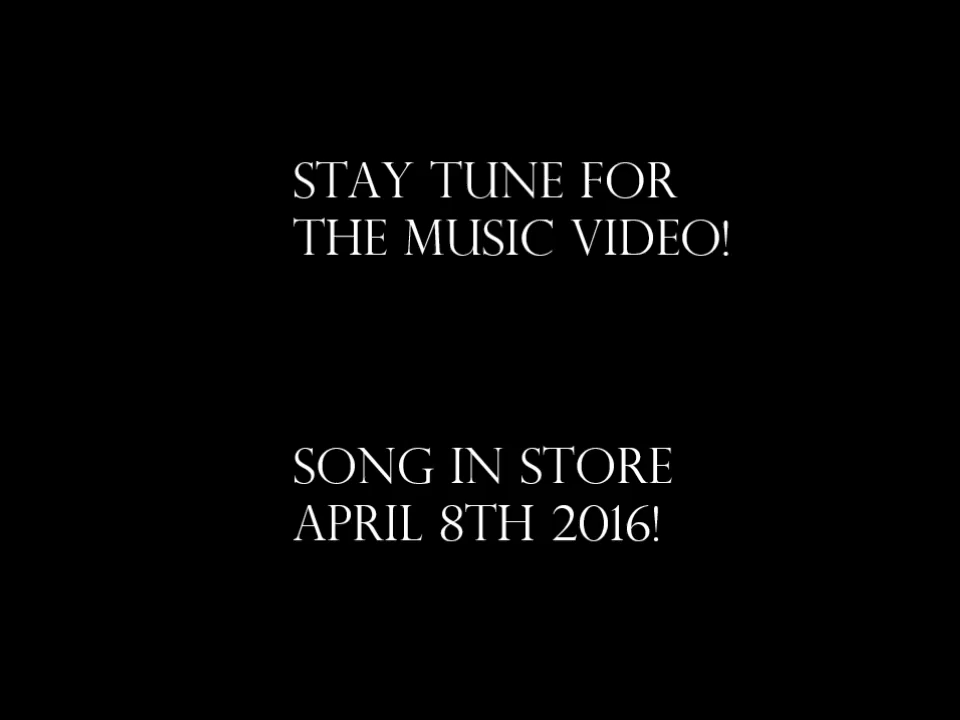 STAY TUNE FOR
THE MUSIC VIDEO!
SONG IN STORE
APRIL 8TH 2016!